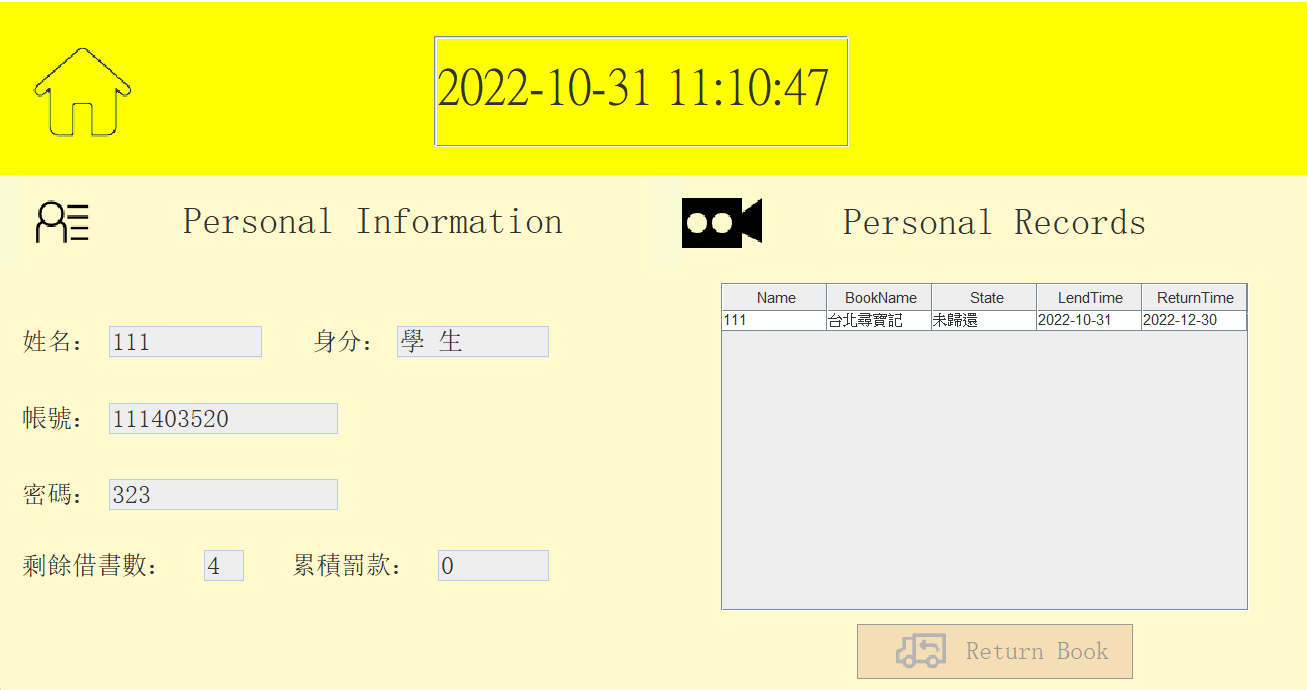 2022-10-31 11:10:47
Personal Information
姓名： 111 身分： 學 生
帳號： 111403520
密碼： 323
剩餘借書數： 4 累積罰款： 0
Personal Records
Name BookName State LendTime ReturnTime
111 台北尋寶記 未歸還 2022-10-31 2022-12-30
Return Book